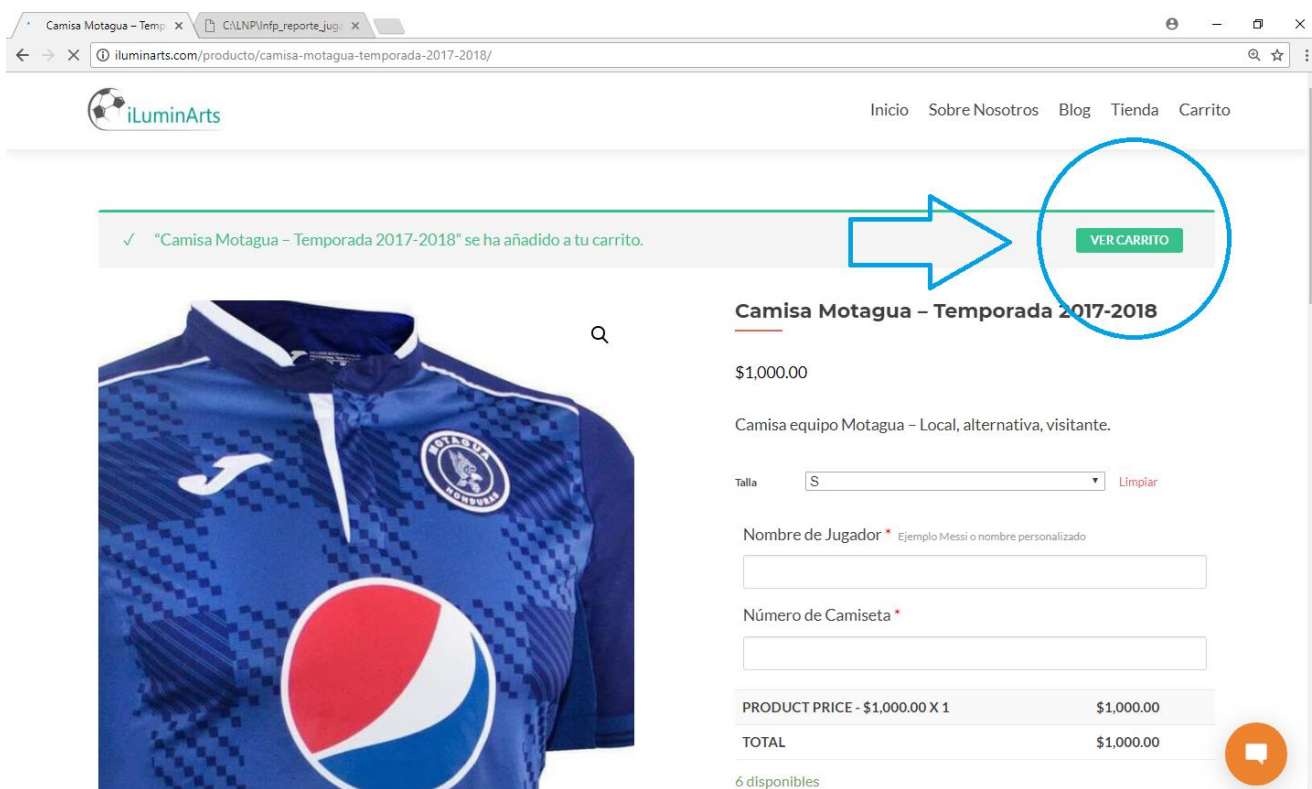 Camisa Motagua – Temp
C:\LNP\Infp_reporte_juga
iluminarts.com/producto/camisa-motagua-temporada-2017-2018/
iLuminArts
Inicio Sobre Nosotros Blog Tienda Carrito
"Camisa Motagua – Temporada 2017-2018" se ha añadido a tu carrito.
VER CARRITO
Camisa Motagua – Temporada 2017-2018
$1,000.00
Camisa equipo Motagua – Local, alternativa, visitante.
Talla S Limpiar
Nombre de Jugador * Ejemplo Messi o nombre personalizado
Número de Camiseta *
PRODUCT PRICE - $1,000.00 X 1 $1,000.00
TOTAL $1,000.00
6 disponibles
MOTAGUA
HONDURAS